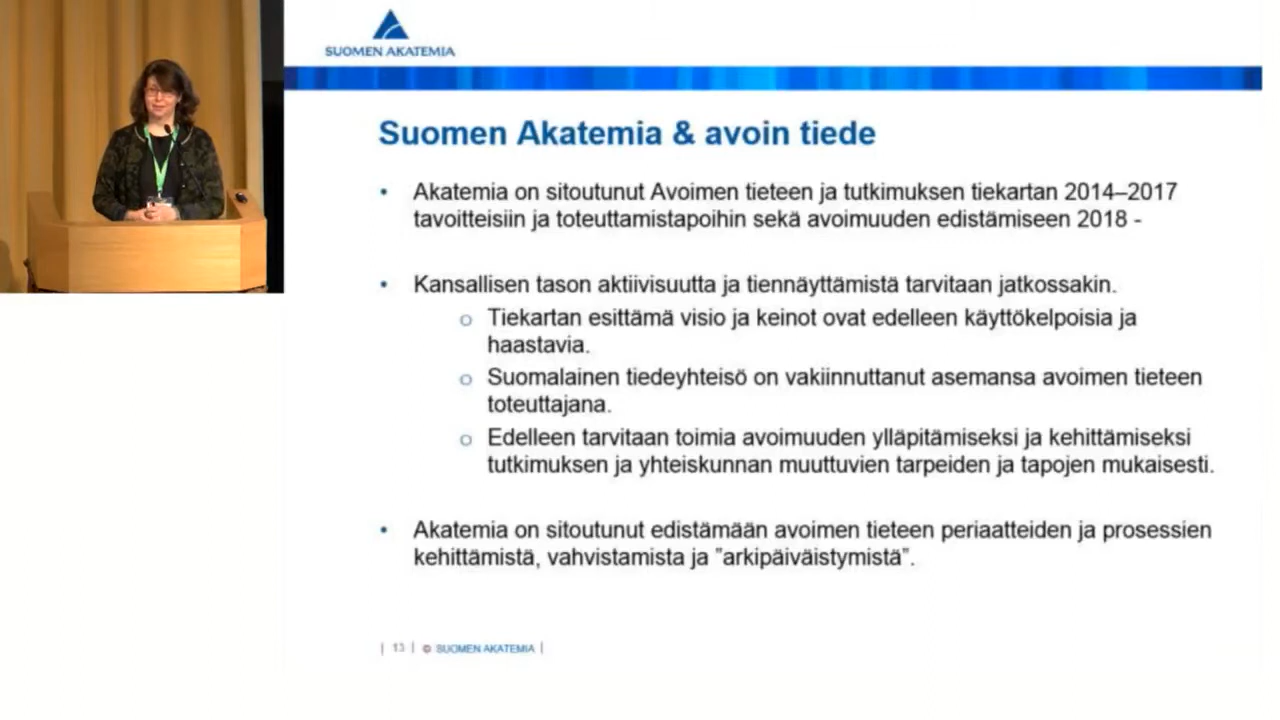 SUOMEN AKATEMIA
Suomen Akatemia & avoin tiede
• Akatemia on sitoutunut Avoimen tieteen ja tutkimuksen tiekartan 2014–2017
tavoitteisiin ja toteuttamistapoihin sekä avoimuuden edistämiseen 2018 -
• Kansallisen tason aktiivisuutta ja tiennäyttämistä tarvitaan jatkossakin.
o Tiekartan esittämä visio ja keinot ovat edelleen käyttökelpoisia ja
haastavia.
o Suomalainen tiedeyhteisö on vakiinnuttanut asemansa avoimen tieteen
toteuttajana.
o Edelleen tarvitaan toimia avoimuuden ylläpitämiseksi ja kehittämiseksi
tutkimuksen ja yhteiskunnan muuttuvien tarpeiden ja tapojen mukaisesti.
• Akatemia on sitoutunut edistämään avoimen tieteen periaatteiden ja prosessien
kehittämistä, vahvistamista ja ”arkipäiväistymistä”.
| 13 | © SUOMEN AKATEMIA |